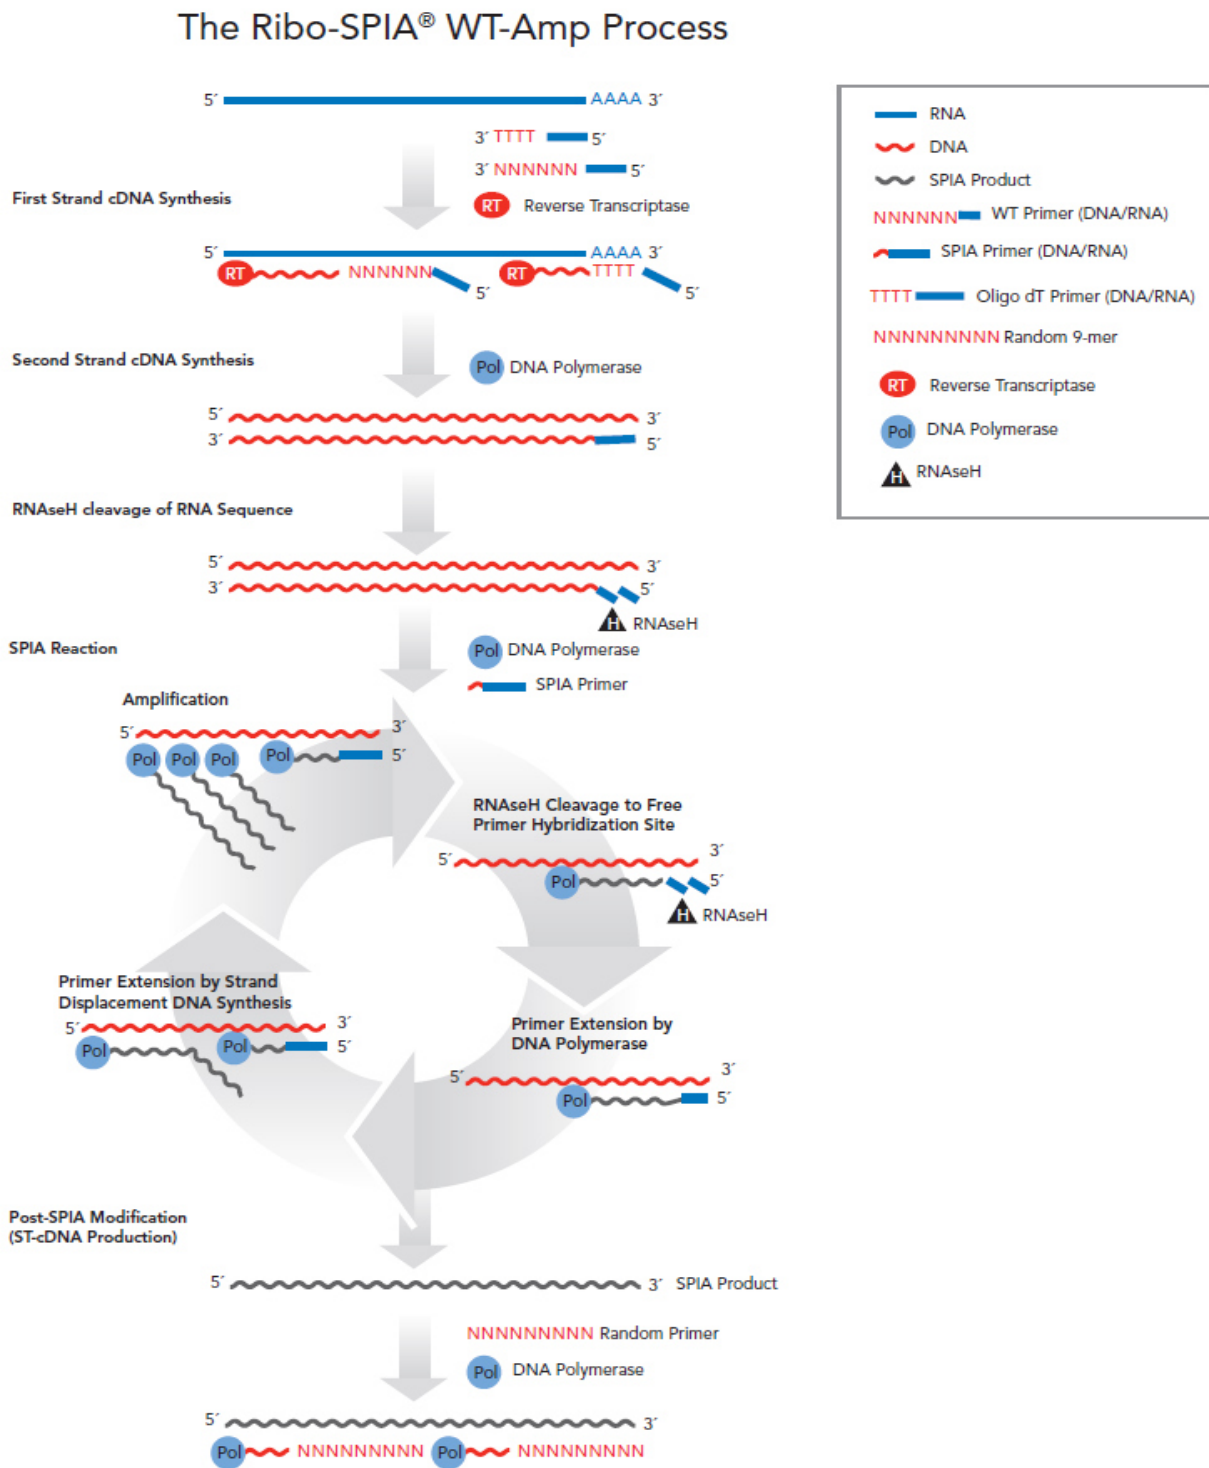 The Ribo-SPIA® WT-Amp Process
5´ AAAA 3´
3´ TTTT 5´
3´ NNNNNN 5´
First Strand cDNA Synthesis
RT Reverse Transcriptase
5´ AAAA 3´
RT NNNNNN RT TTTT
5´ 5´
Second Strand cDNA Synthesis
Pol DNA Polymerase
5´ 3´
3´ 5´
RNAseH cleavage of RNA Sequence
5´ 3´
3´ 5´
H RNAseH
SPIA Reaction
Pol DNA Polymerase
SPIA Primer
Amplification
5´ 3´
Pol Pol Pol Pol 5´
RNAseH Cleavage to Free
Primer Hybridization Site
5´ 3´
Pol 5´
H RNAseH
Primer Extension by
DNA Polymerase
5´ 3´
Pol 5´
Primer Extension by Strand
Displacement DNA Synthesis
5´ 3´
Pol Pol 5´
Post-SPIA Modification
(ST-cDNA Production)
5´ 3´ SPIA Product
NNNNNNNNN Random Primer
Pol DNA Polymerase
5´ 3´
Pol NNNNNNNNN Pol NNNNNNNNN
RNA
DNA
SPIA Product
NNNNNN WT Primer (DNA/RNA)
SPIA Primer (DNA/RNA)
TTTT Oligo dT Primer (DNA/RNA)
NNNNNNNNN Random 9-mer
RT Reverse Transcriptase
Pol DNA Polymerase
H RNAseH